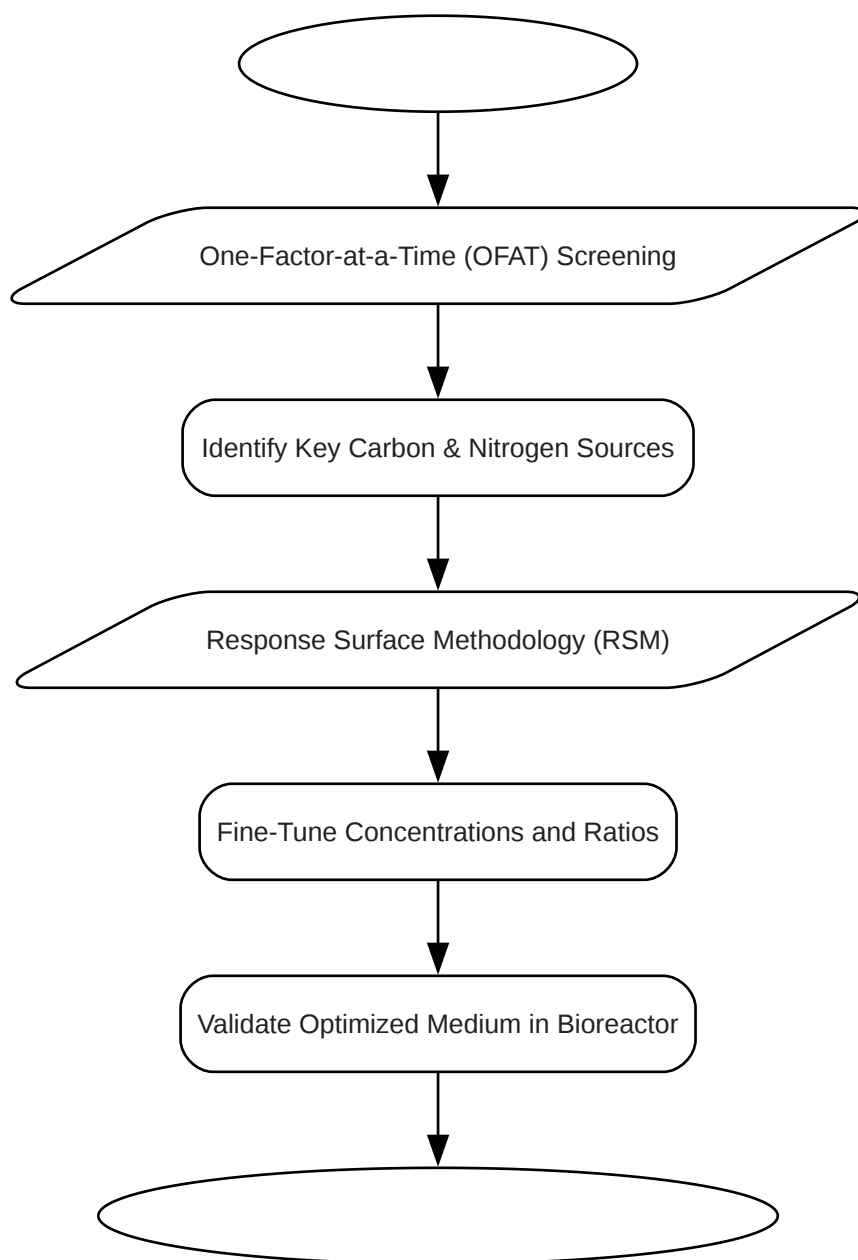 One-Factor-at-a-Time (OFAT) Screening
Identify Key Carbon & Nitrogen Sources
Response Surface Methodology (RSM)
Fine-Tune Concentrations and Ratios
Validate Optimized Medium in Bioreactor